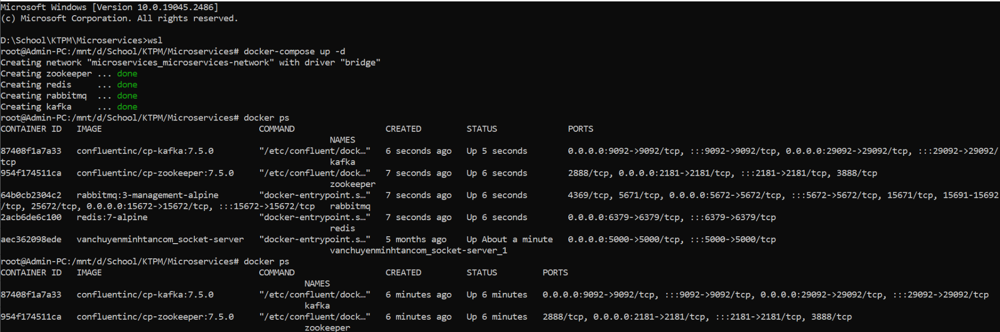 Microsoft Windows [Version 10.0.19045.2486]
(c) Microsoft Corporation. All rights reserved.
D:\School\KTPM\Microservices>wsl
root@Admin-PC:/mnt/d/School/KTPM/Microservices# docker-compose up -d
Creating network "microservices_microservices-network" with driver "bridge"
Creating zookeeper ... done
Creating redis     ... done
Creating rabbitmq  ... done
Creating kafka     ... done
root@Admin-PC:/mnt/d/School/KTPM/Microservices# docker ps
CONTAINER ID   IMAGE                               COMMAND                  CREATED         STATUS              PORTS
NAMES
87408f1a7a33   confluentinc/cp-kafka:7.5.0         "/etc/confluent/dock…"   6 seconds ago   Up 5 seconds        0.0.0.0:9092->9092/tcp, :::9092->9092/tcp, 0.0.0.0:29092->29092/tcp, :::29092->29092/
tcp                                                              kafka
954f174511ca   confluentinc/cp-zookeeper:7.5.0     "/etc/confluent/dock…"   7 seconds ago   Up 6 seconds        2888/tcp, 0.0.0.0:2181->2181/tcp, :::2181->2181/tcp, 3888/tcp
zookeeper
64b0cb2304c2   rabbitmq:3-management-alpine        "docker-entrypoint.s…"   7 seconds ago   Up 6 seconds        4369/tcp, 5671/tcp, 0.0.0.0:5672->5672/tcp, :::5672->5672/tcp, 15671/tcp, 15691-15692
/tcp, 25672/tcp, 0.0.0.0:15672->15672/tcp, :::15672->15672/tcp   rabbitmq
2acb6de6c100   redis:7-alpine                      "docker-entrypoint.s…"   7 seconds ago   Up 6 seconds        0.0.0.0:6379->6379/tcp, :::6379->6379/tcp
redis
aec362098ede   vanchuyenminhtancom_socket-server   "docker-entrypoint.s…"   5 months ago    Up About a minute   0.0.0.0:5000->5000/tcp, :::5000->5000/tcp
vanchuyenminhtancom_socket-server_1
root@Admin-PC:/mnt/d/School/KTPM/Microservices# docker ps
CONTAINER ID   IMAGE                               COMMAND                  CREATED         STATUS         PORTS
NAMES
87408f1a7a33   confluentinc/cp-kafka:7.5.0         "/etc/confluent/dock…"   6 minutes ago   Up 6 minutes   0.0.0.0:9092->9092/tcp, :::9092->9092/tcp, 0.0.0.0:29092->29092/tcp, :::29092->29092/tcp
kafka
954f174511ca   confluentinc/cp-zookeeper:7.5.0     "/etc/confluent/dock…"   6 minutes ago   Up 6 minutes   2888/tcp, 0.0.0.0:2181->2181/tcp, :::2181->2181/tcp, 3888/tcp
zookeeper